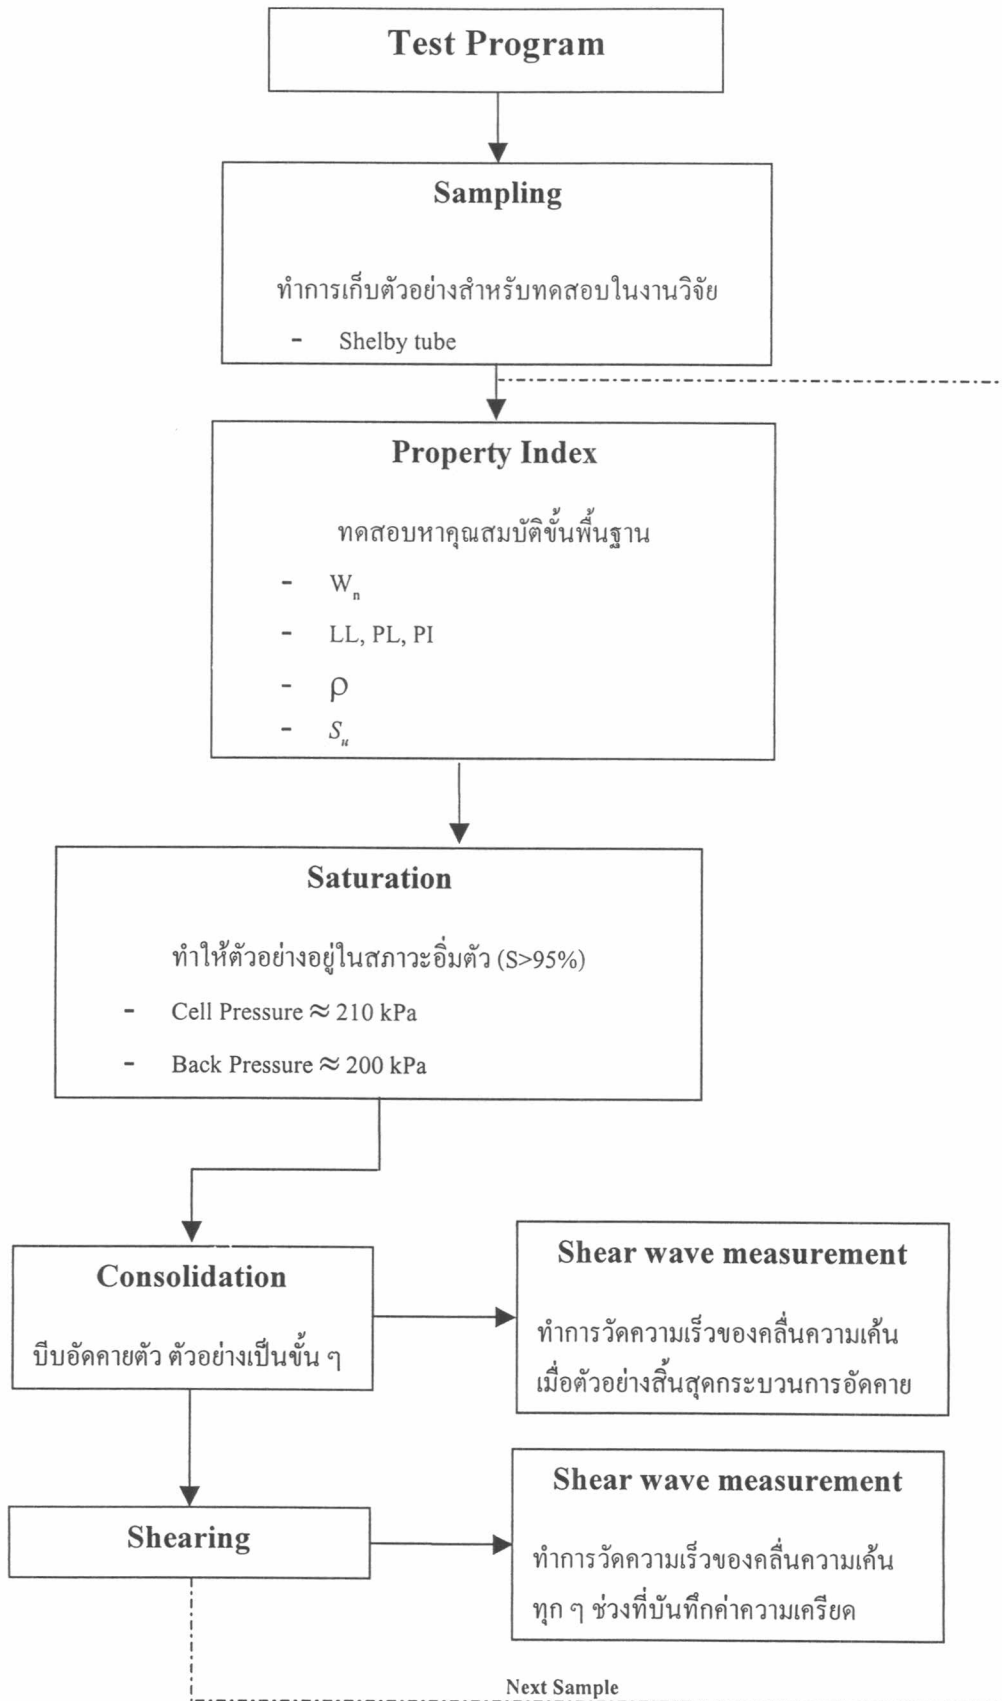 Test Program
Sampling
ทำการเก็บตัวอย่างสำหรับทดสอบในงานวิจัย
- Shelby tube
Property Index
ทดสอบหาคุณสมบัติขั้นพื้นฐาน
- Wn
- LL, PL, PI
- ρ
- Su
Saturation
ทำให้ตัวอย่างอยู่ในสภาวะอิ่มตัว (S>95%)
- Cell Pressure ≈ 210 kPa
- Back Pressure ≈ 200 kPa
Consolidation
บีบอัดคายตัว ตัวอย่างเป็นขั้น ๆ
Shear wave measurement
ทำการวัดความเร็วของคลื่นความเค้น
เมื่อตัวอย่างสิ้นสุดกระบวนการอัดคาย
Shearing
Shear wave measurement
ทำการวัดความเร็วของคลื่นความเค้น
ทุก ๆ ช่วงที่บันทึกค่าความเครียด
Next Sample